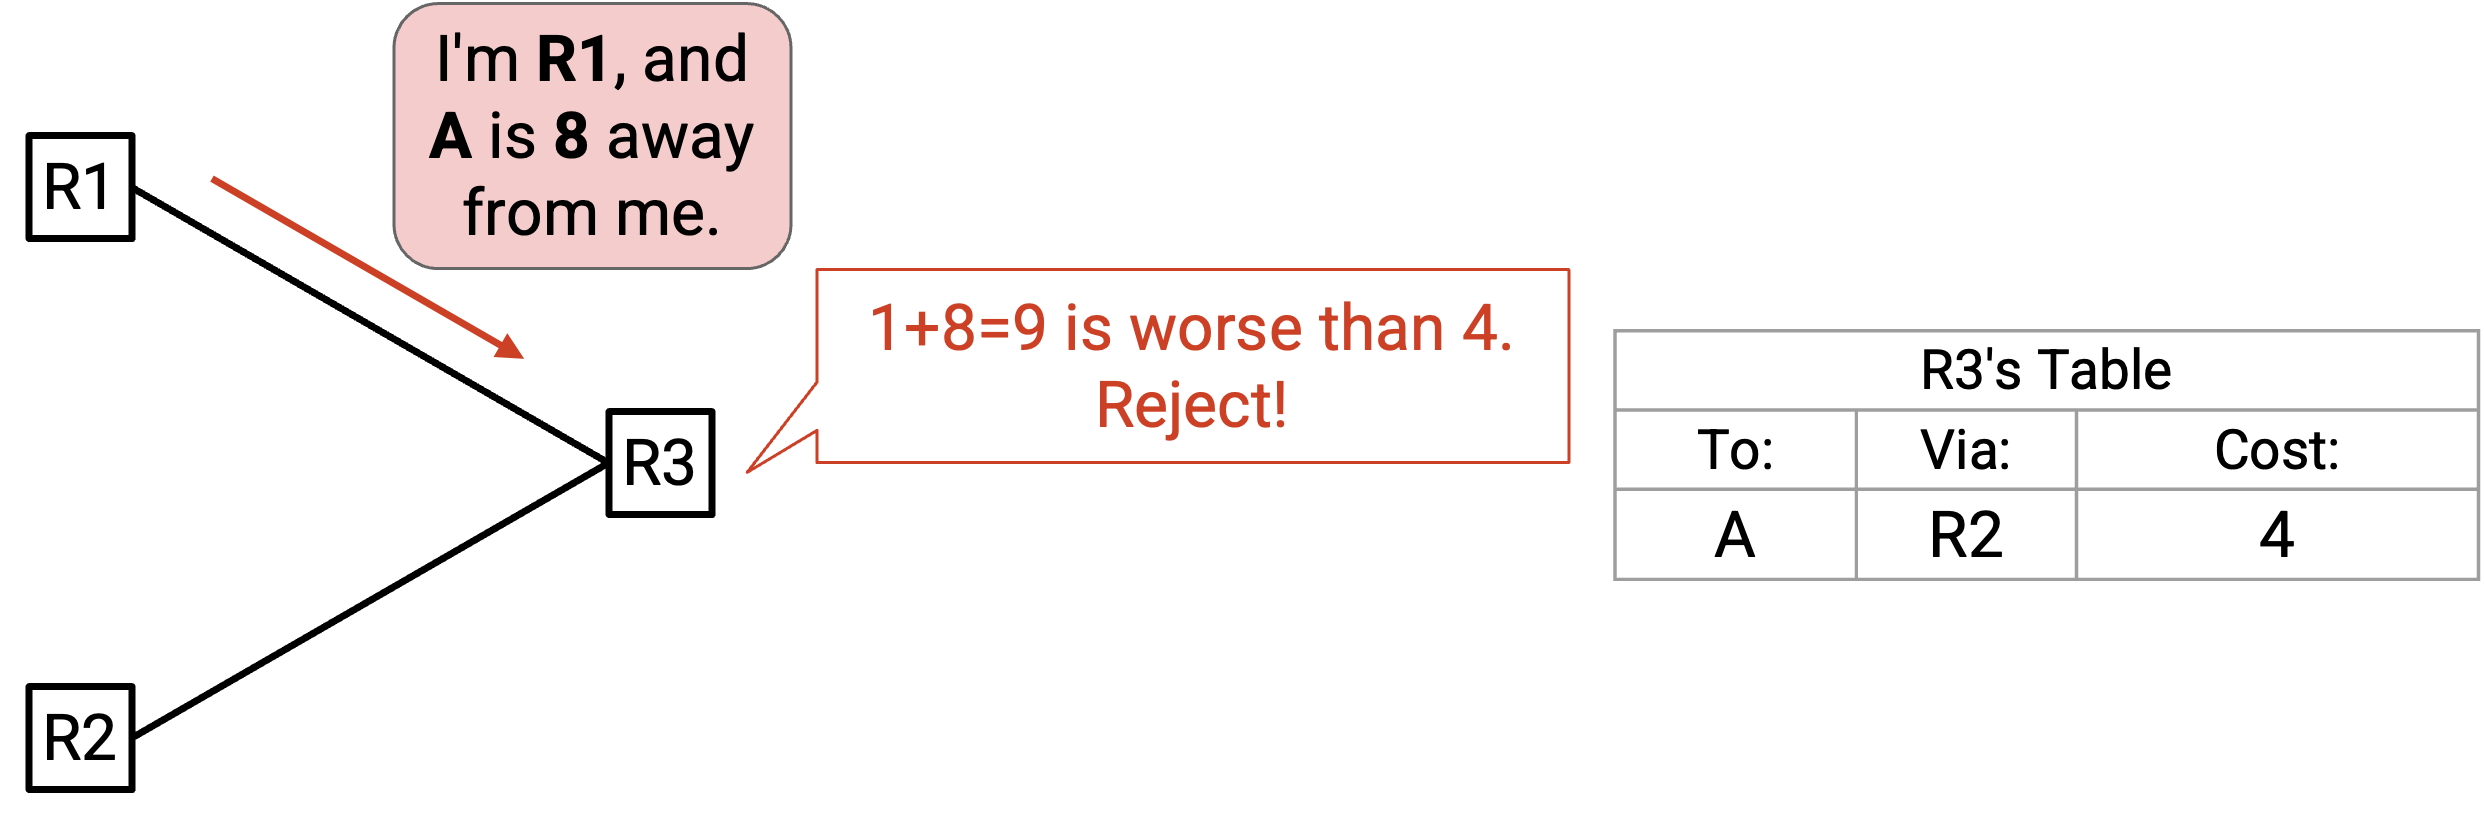 I'm R1, and
A is 8 away
from me.
R1
1+8=9 is worse than 4.
Reject!
R3
R3's Table
To: Via: Cost:
A R2 4
R2